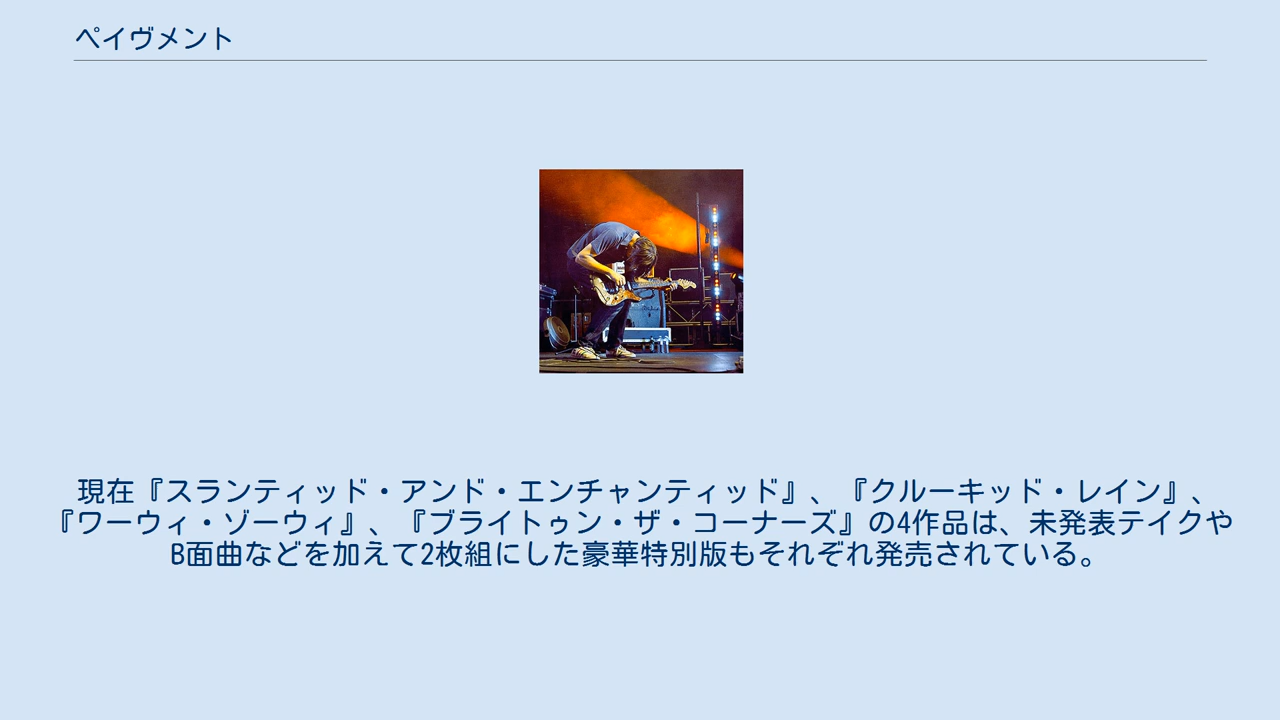 ペイヴメント
現在『スランティッド・アンド・エンチャンティッド』、『クルーキッド・レイン』、
『ワーウィ・ゾーウィ』、『ブライトゥン・ザ・コーナーズ』の4作品は、未発表テイクや
B面曲などを加えて2枚組にした豪華特別版もそれぞれ発売されている。